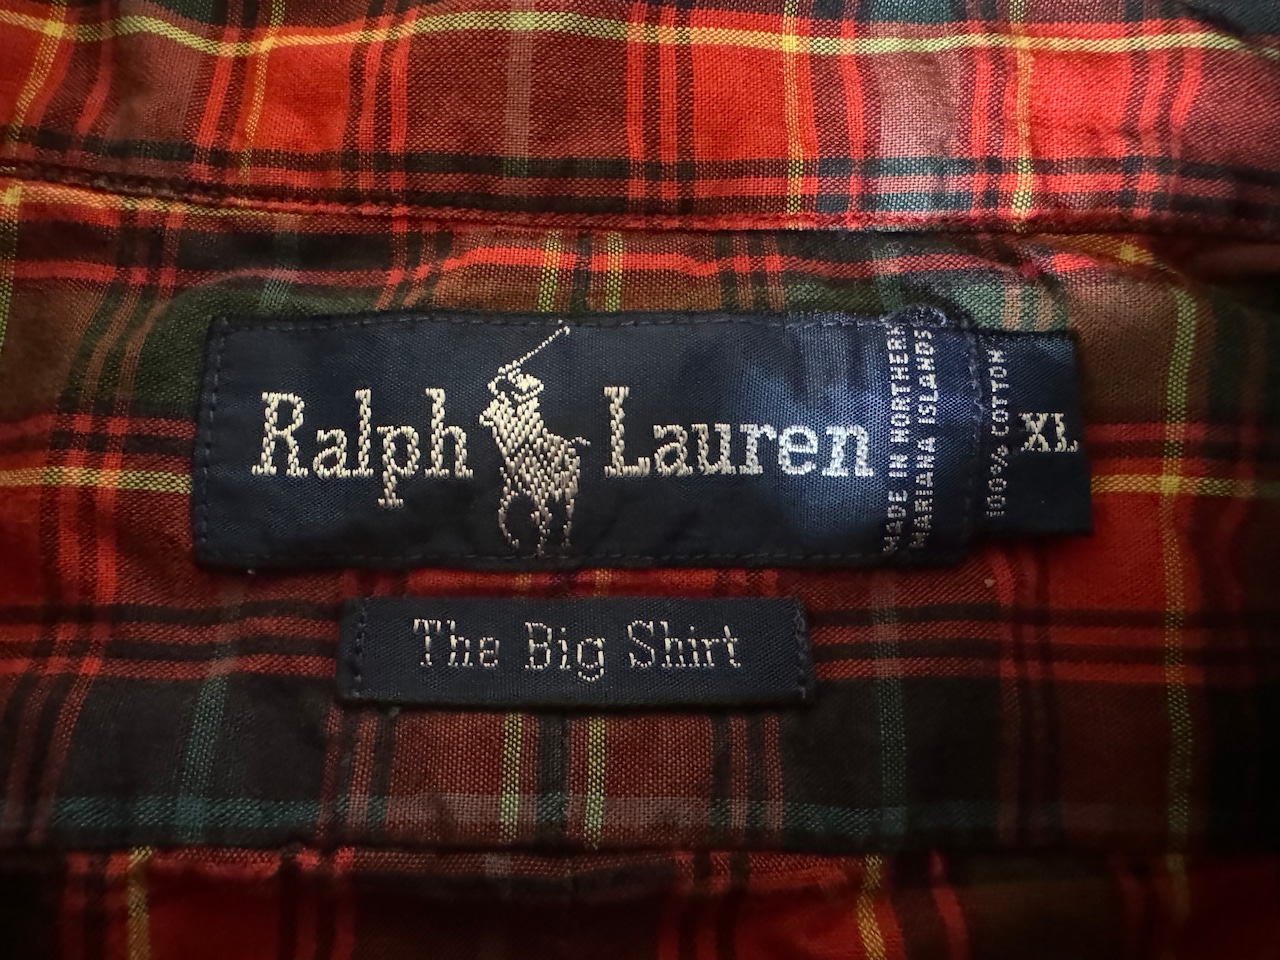 Ralph Lauren
MADE IN NORTHERN
MARIANA ISLANDS
100% COTTON
XL
The Big Shirt